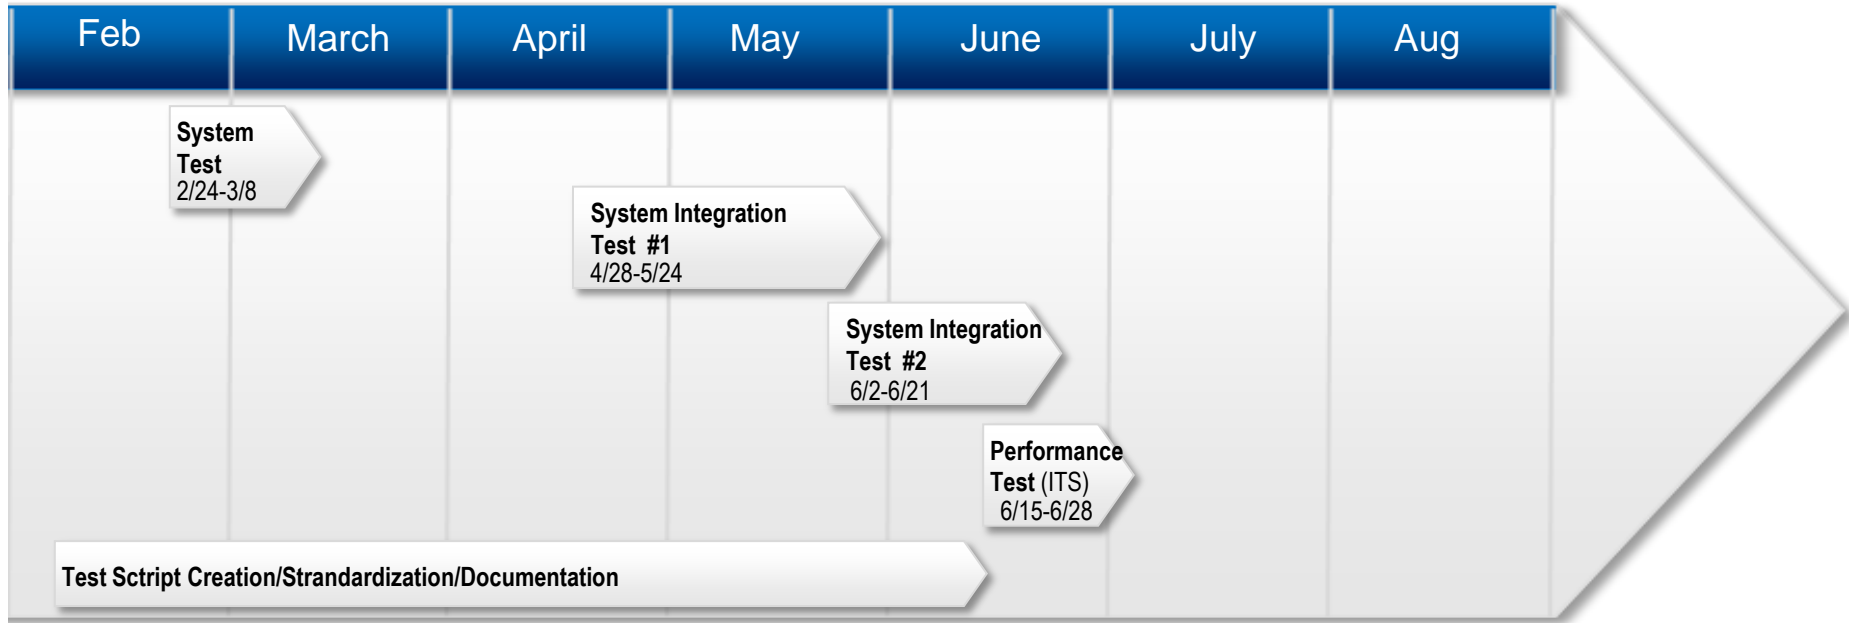 Feb March April May June July Aug
System
Test
2/24-3/8
System Integration
Test #1
4/28-5/24
System Integration
Test #2
6/2-6/21
Performance
Test (ITS)
6/15-6/28
Test Sctript Creation/Strandardization/Documentation